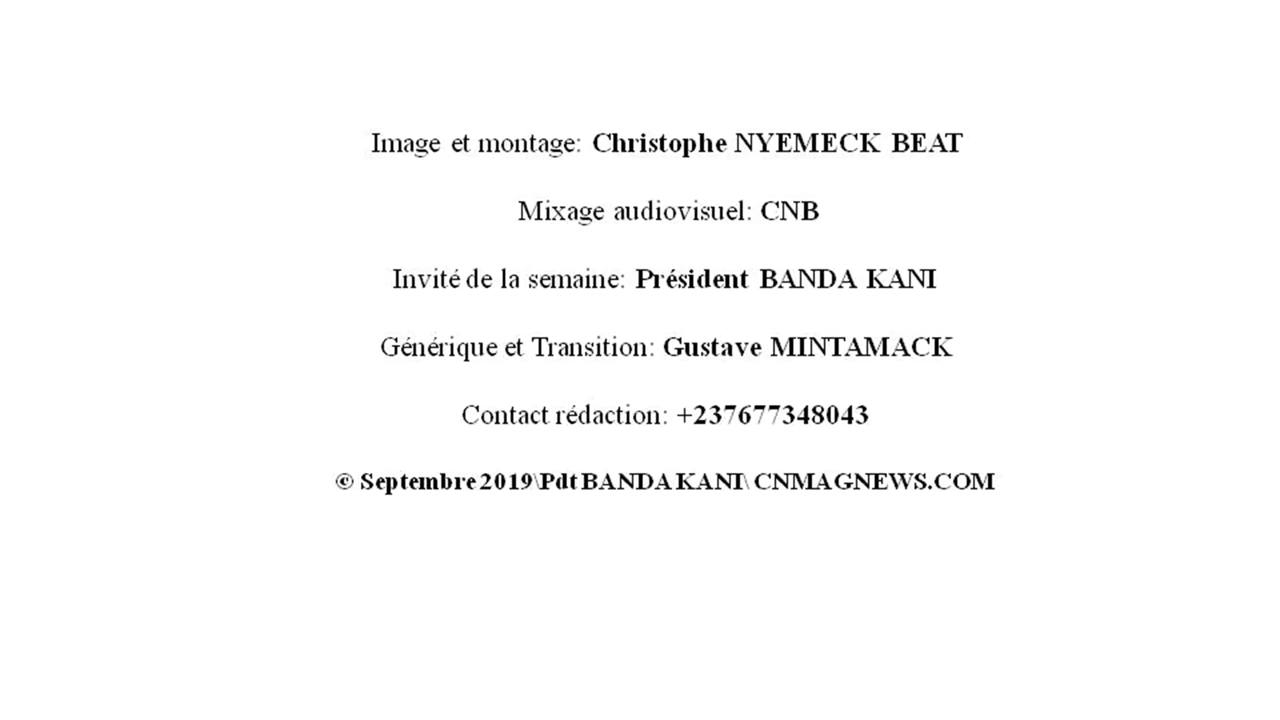 Image et montage: Christophe NYEMECK BEAT
Mixage audiovisuel: CNB
Invité de la semaine: Président BANDA KANI
Générique et Transition: Gustave MINTAMACK
Contact rédaction: +237677348043
© Septembre 2019\Pdt BANDA KANI\ CNMAGNEWS.COM